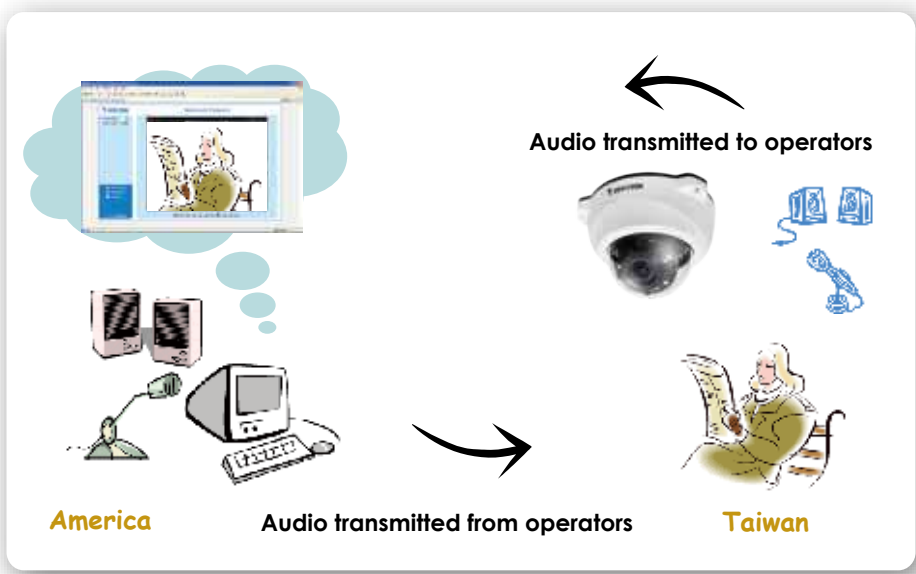 Audio transmitted to operators
America
Audio transmitted from operators
Taiwan